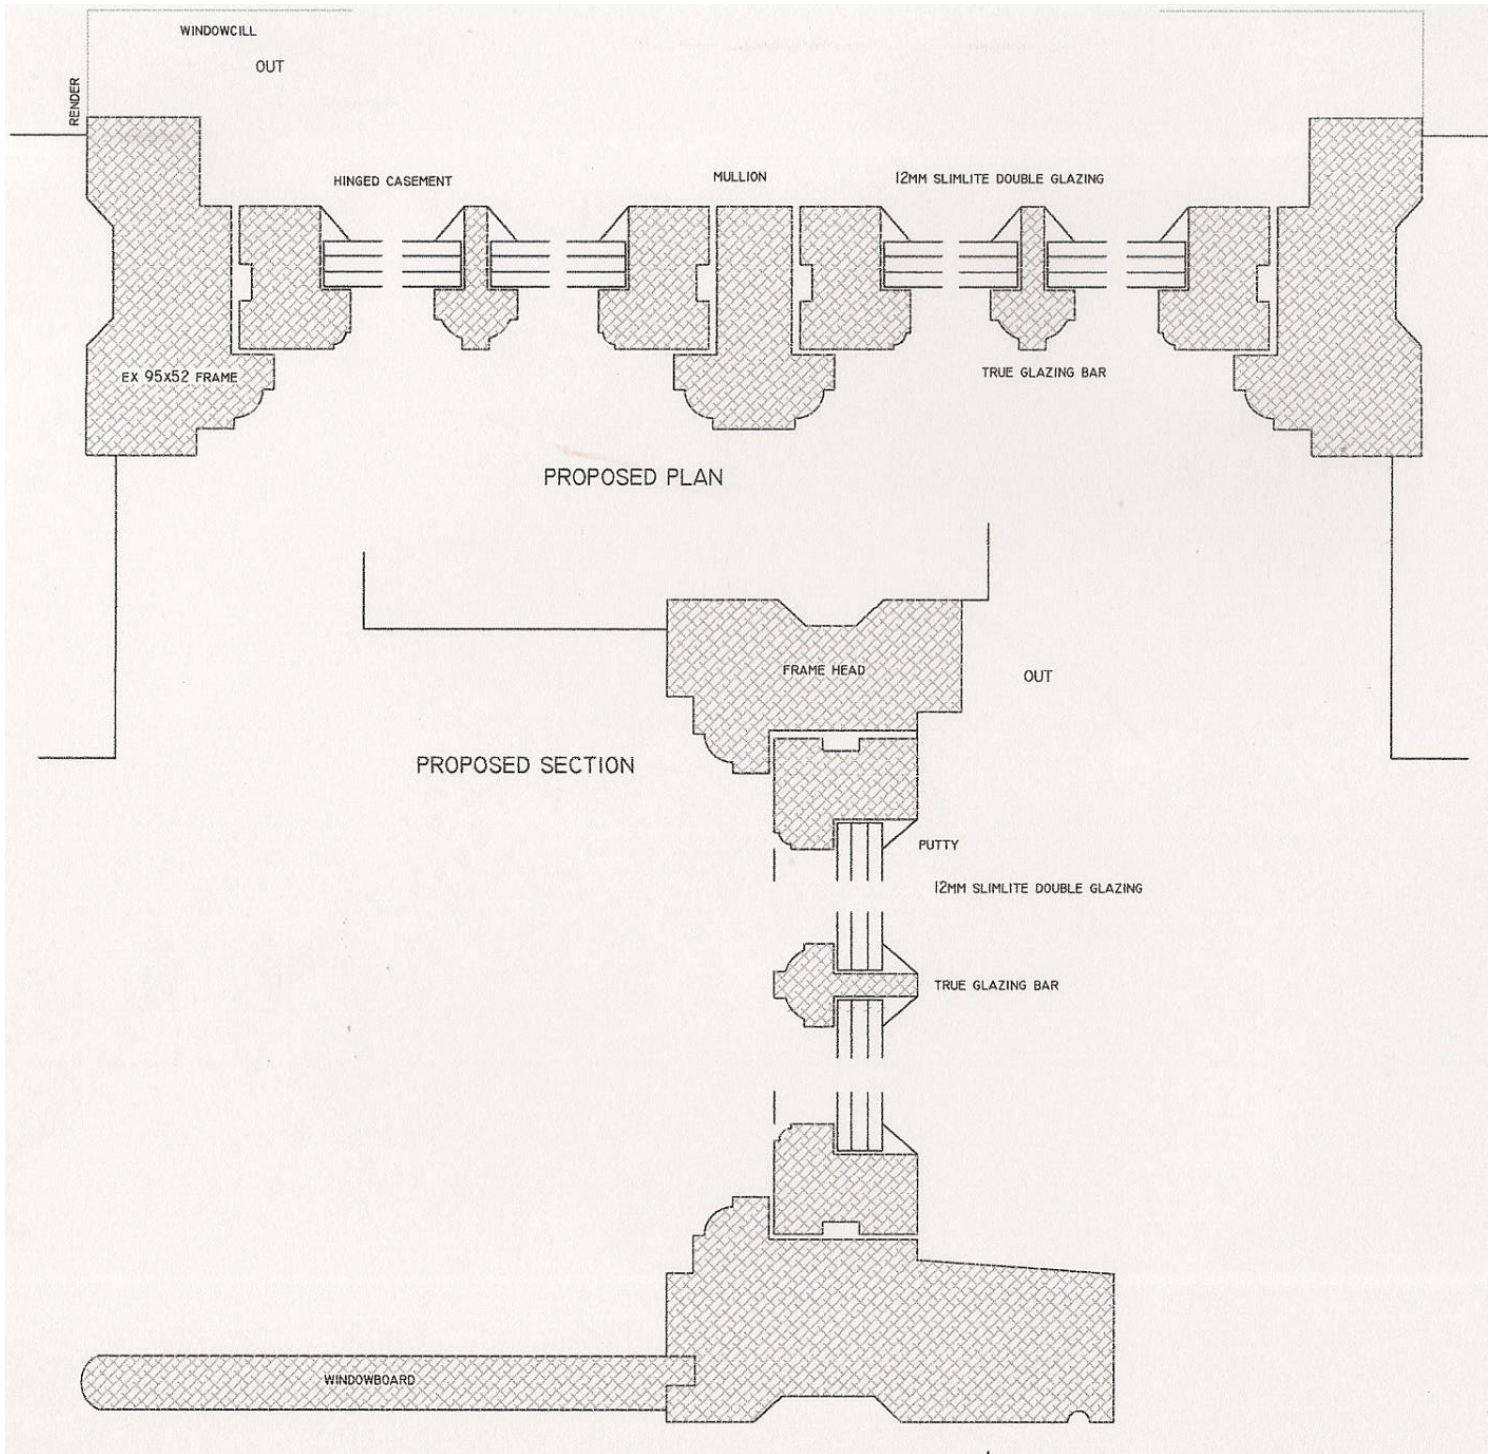 WINDOWCILL
OUT
RENDER
HINGED CASEMENT
MULLION
12MM SLIMLITE DOUBLE GLAZING
EX 95X52 FRAME
TRUE GLAZING BAR
PROPOSED PLAN
FRAME HEAD
OUT
PROPOSED SECTION
PUTTY
12MM SLIMLITE DOUBLE GLAZING
TRUE GLAZING BAR
WINDOWBOARD